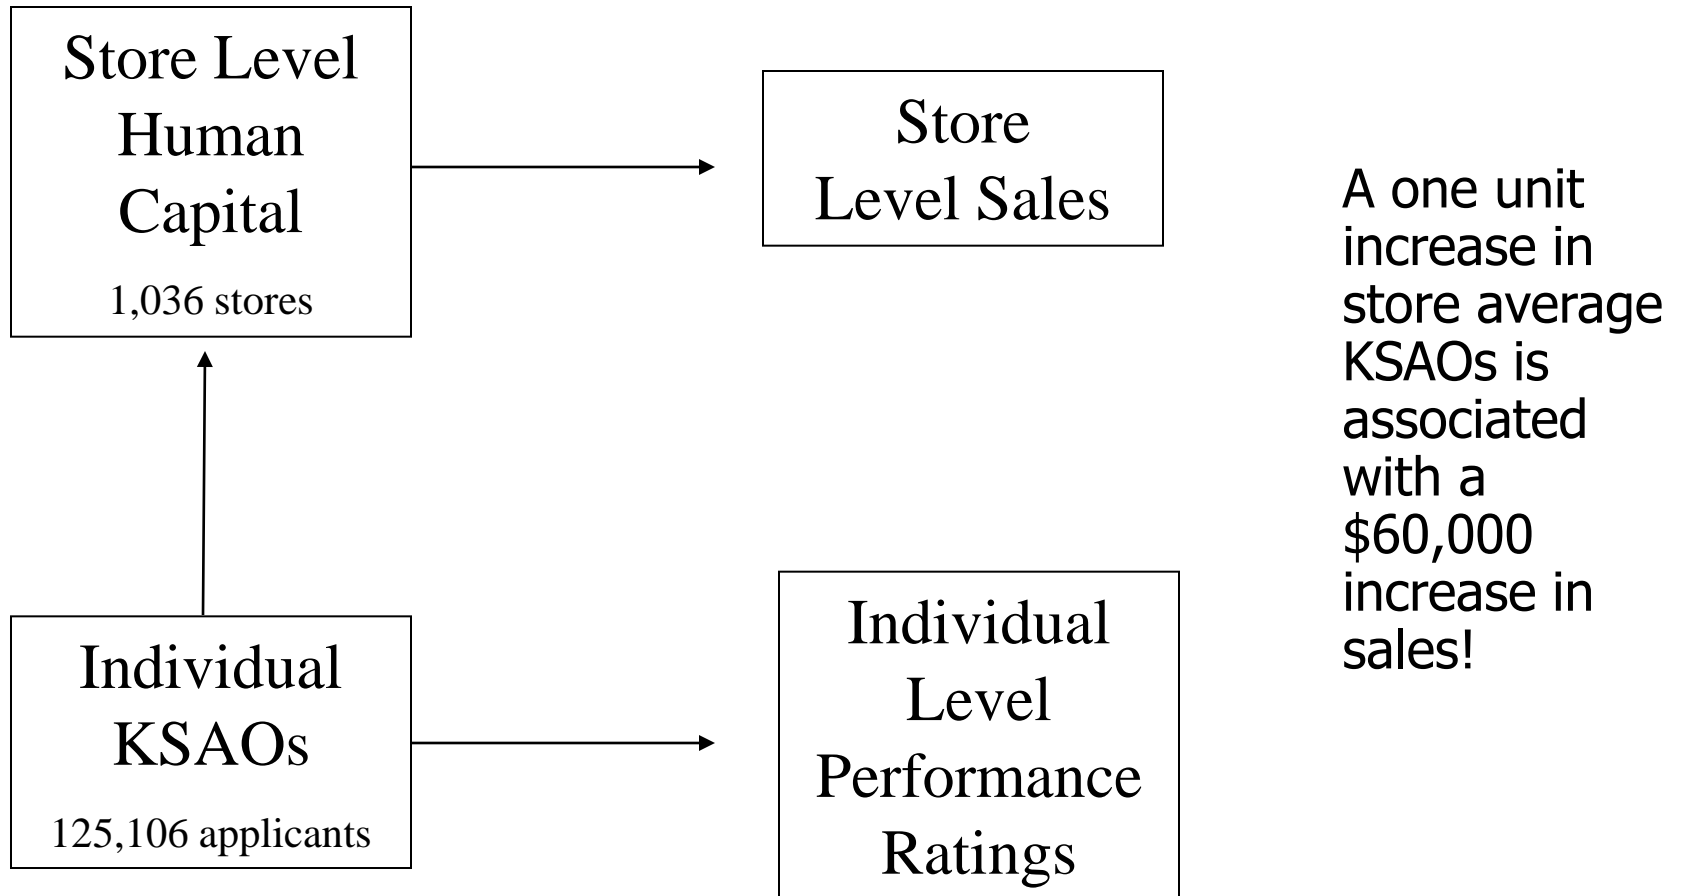 Store Level
Human
Capital
1,036 stores
Store
Level Sales
Individual
KSAOs
125,106 applicants
Individual
Level
Performance
Ratings
A one unit
increase in
store average
KSAOs is
associated
with a
$60,000
increase in
sales!